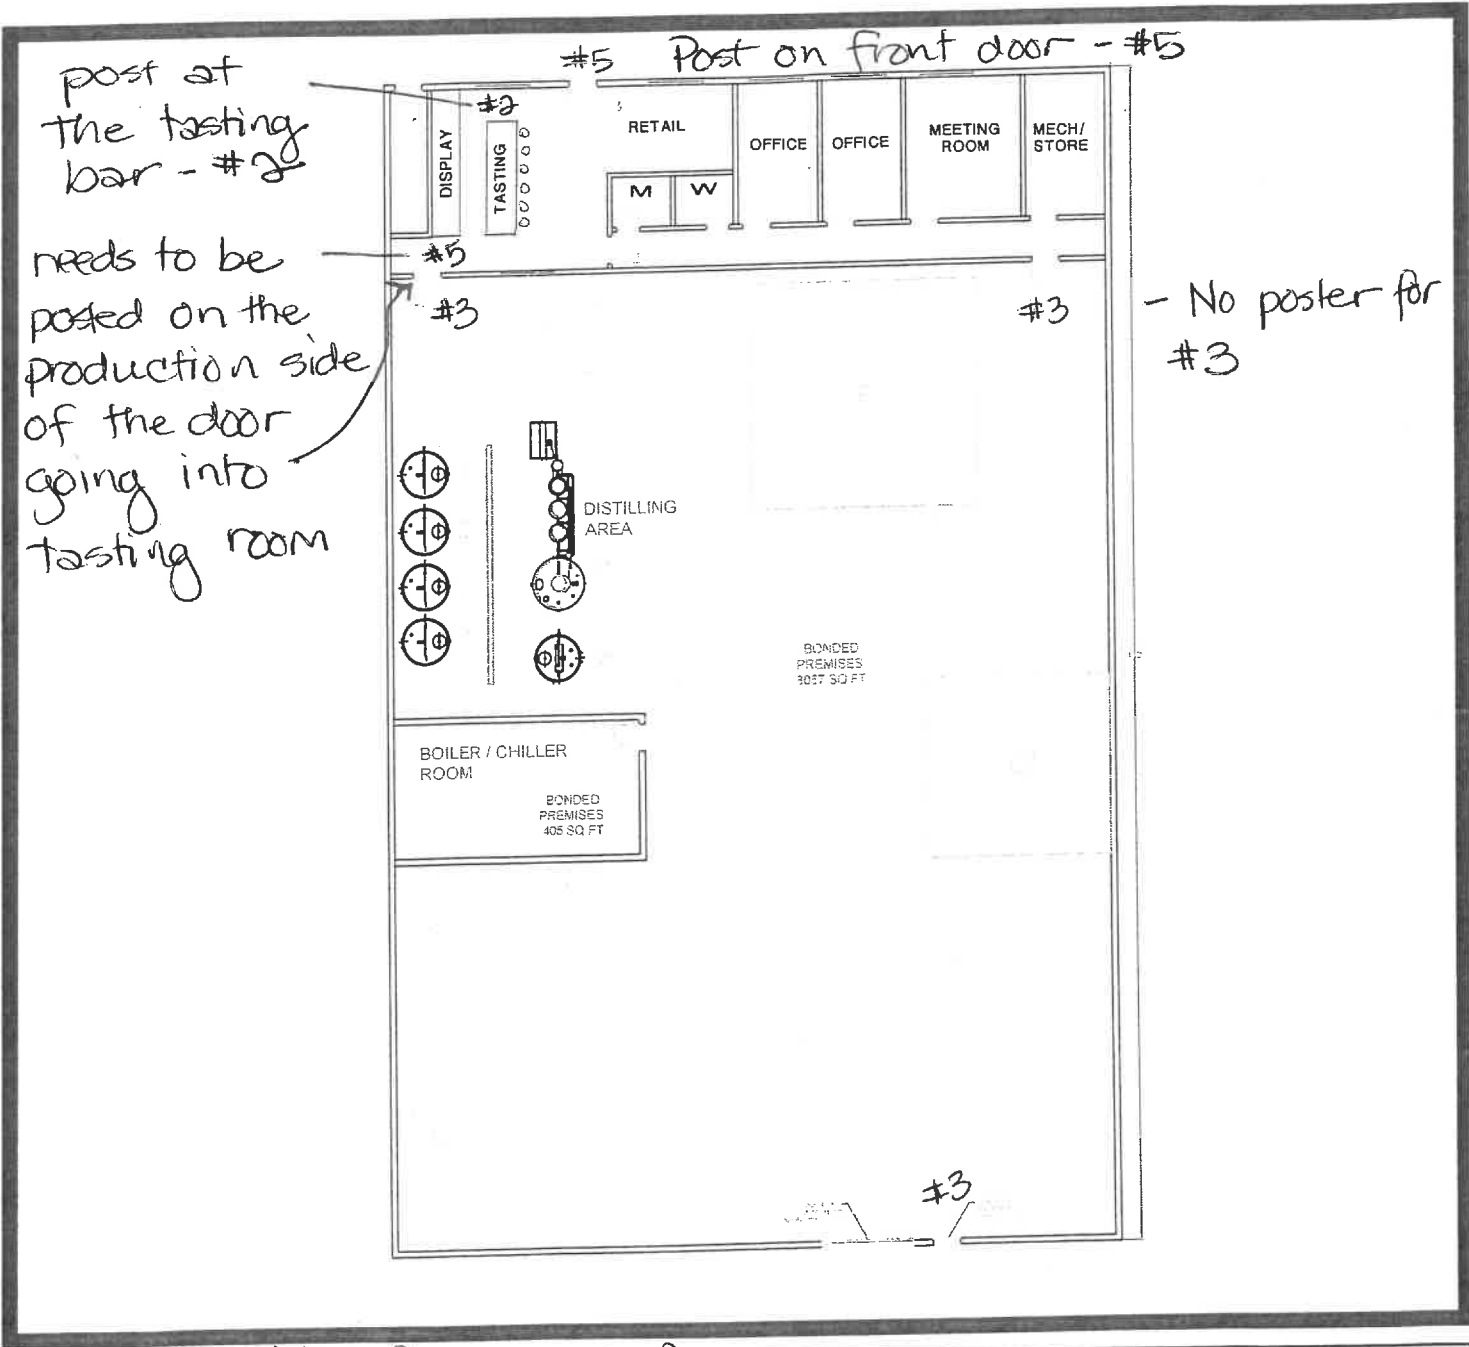 #5 Post on front door - #5
post at
the tasting
bar - #2
#2
DISPLAY
TASTING
RETAIL
M
W
OFFICE
OFFICE
MEETING
ROOM
MECH/
STORE
needs to be
posted on the
production side
of the door
going into
tasting room
#5
#3
#3
- No poster for
#3
DISTILLING
AREA
BONDED
PREMISES
SQ FT
BOILER / CHILLER
ROOM
BONDED
PREMISES
405 SQ FT
#3